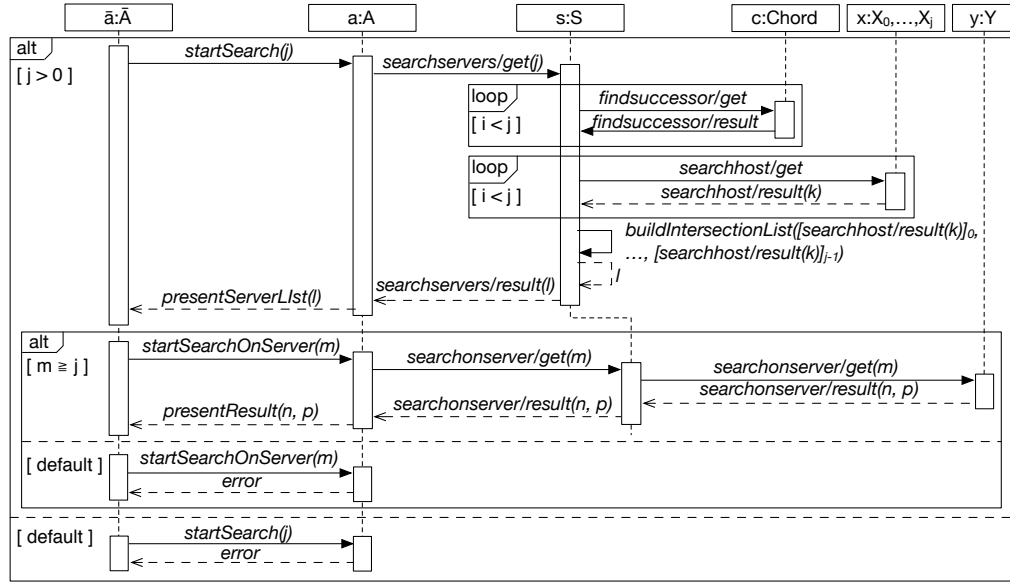 ā:Ā
a:A
s:S
c:Chord
x:X₀,…,Xⱼ
y:Y
alt
[ j > 0 ]
startSearch(j)
searchservers/get(j)
loop
[ i < j ]
findsuccessor/get
findsuccessor/result
loop
[ i < j ]
searchhost/get
searchhost/result(k)
buildIntersectionList([searchhost/result(k)]₀,
…, [searchhost/result(k)]ⱼ₋₁)
l
searchservers/result(l)
presentServerLIst(l)
alt
[ m ≧ j ]
startSearchOnServer(m)
searchonserver/get(m)
searchonserver/get(m)
searchonserver/result(n, p)
searchonserver/result(n, p)
presentResult(n, p)
[ default ]
startSearchOnServer(m)
error
[ default ]
startSearch(j)
error